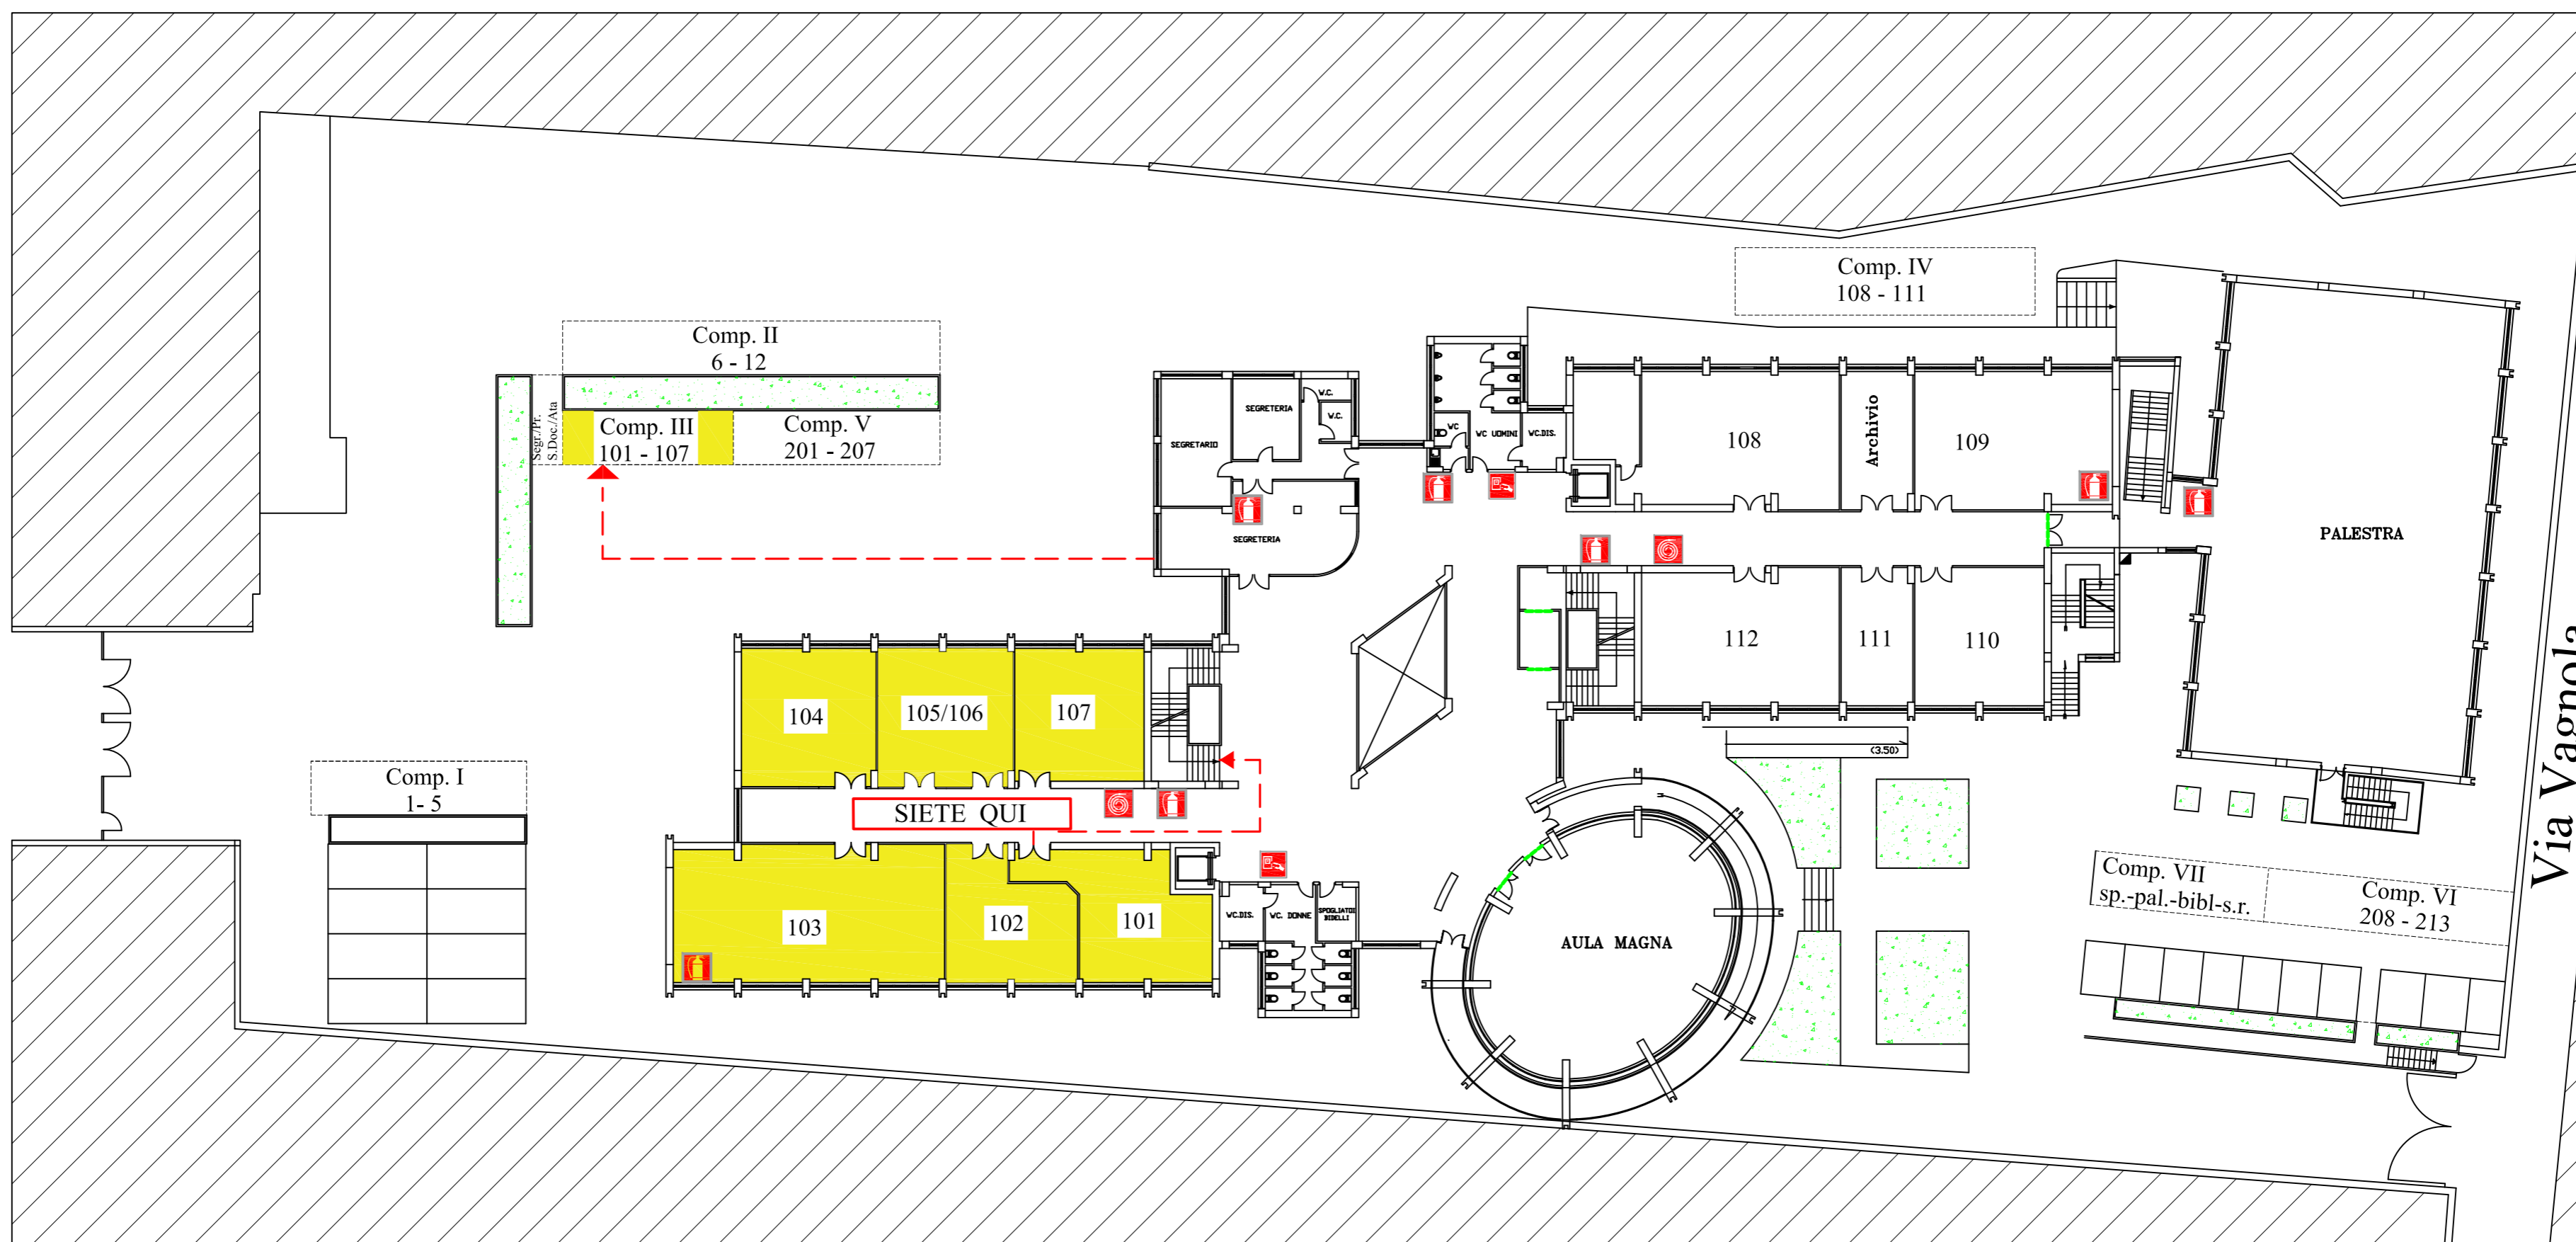 Comp. IV
108 - 111
Comp. II
6 - 12
Segr./Pr.
S.Doc./Ata
Comp. III
101 - 107
Comp. V
201 - 207
SEGRETARIO
SEGRETERIA
W.C.
W.C.
SEGRETERIA
WC
WC UOMINI
WC.DIS.
108
Archivio
109
PALESTRA
112
111
110
104
105/106
107
(3.50)
Via Vagnola
Comp. I
1- 5
SIETE QUI
103
102
101
WC.DIS.
WC. DONNE
SPOGLIATOI
BIDELLI
AULA MAGNA
Comp. VII
sp.-pal.-bibl-s.r.
Comp. VI
208 - 213